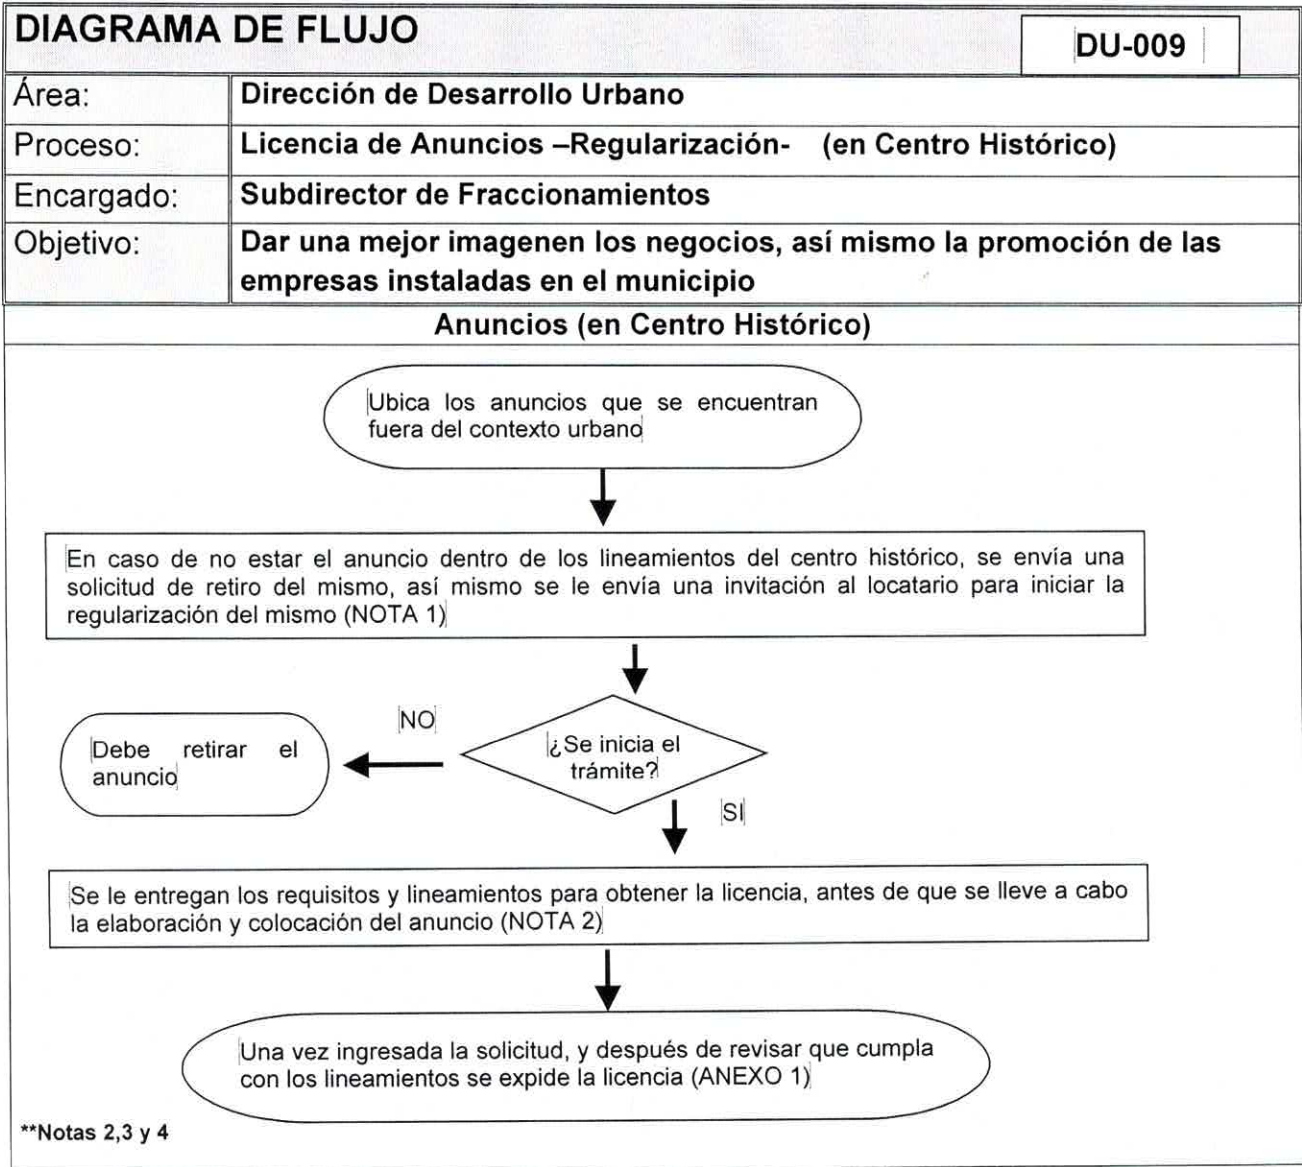 DIAGRAMA DE FLUJO
DU-009
Área:
Dirección de Desarrollo Urbano
Proceso:
Licencia de Anuncios –Regularización- (en Centro Histórico)
Encargado:
Subdirector de Fraccionamientos
Objetivo:
Dar una mejor imagenen los negocios, así mismo la promoción de las
empresas instaladas en el municipio
Anuncios (en Centro Histórico)
Ubica los anuncios que se encuentran
fuera del contexto urbano
En caso de no estar el anuncio dentro de los lineamientos del centro histórico, se envía una
solicitud de retiro del mismo, así mismo se le envía una invitación al locatario para iniciar la
regularización del mismo (NOTA 1)
¿Se inicia el
trámite?
NO
Debe retirar el
anuncio
SI
Se le entregan los requisitos y lineamientos para obtener la licencia, antes de que se lleve a cabo
la elaboración y colocación del anuncio (NOTA 2)
Una vez ingresada la solicitud, y después de revisar que cumpla
con los lineamientos se expide la licencia (ANEXO 1)
**Notas 2,3 y 4